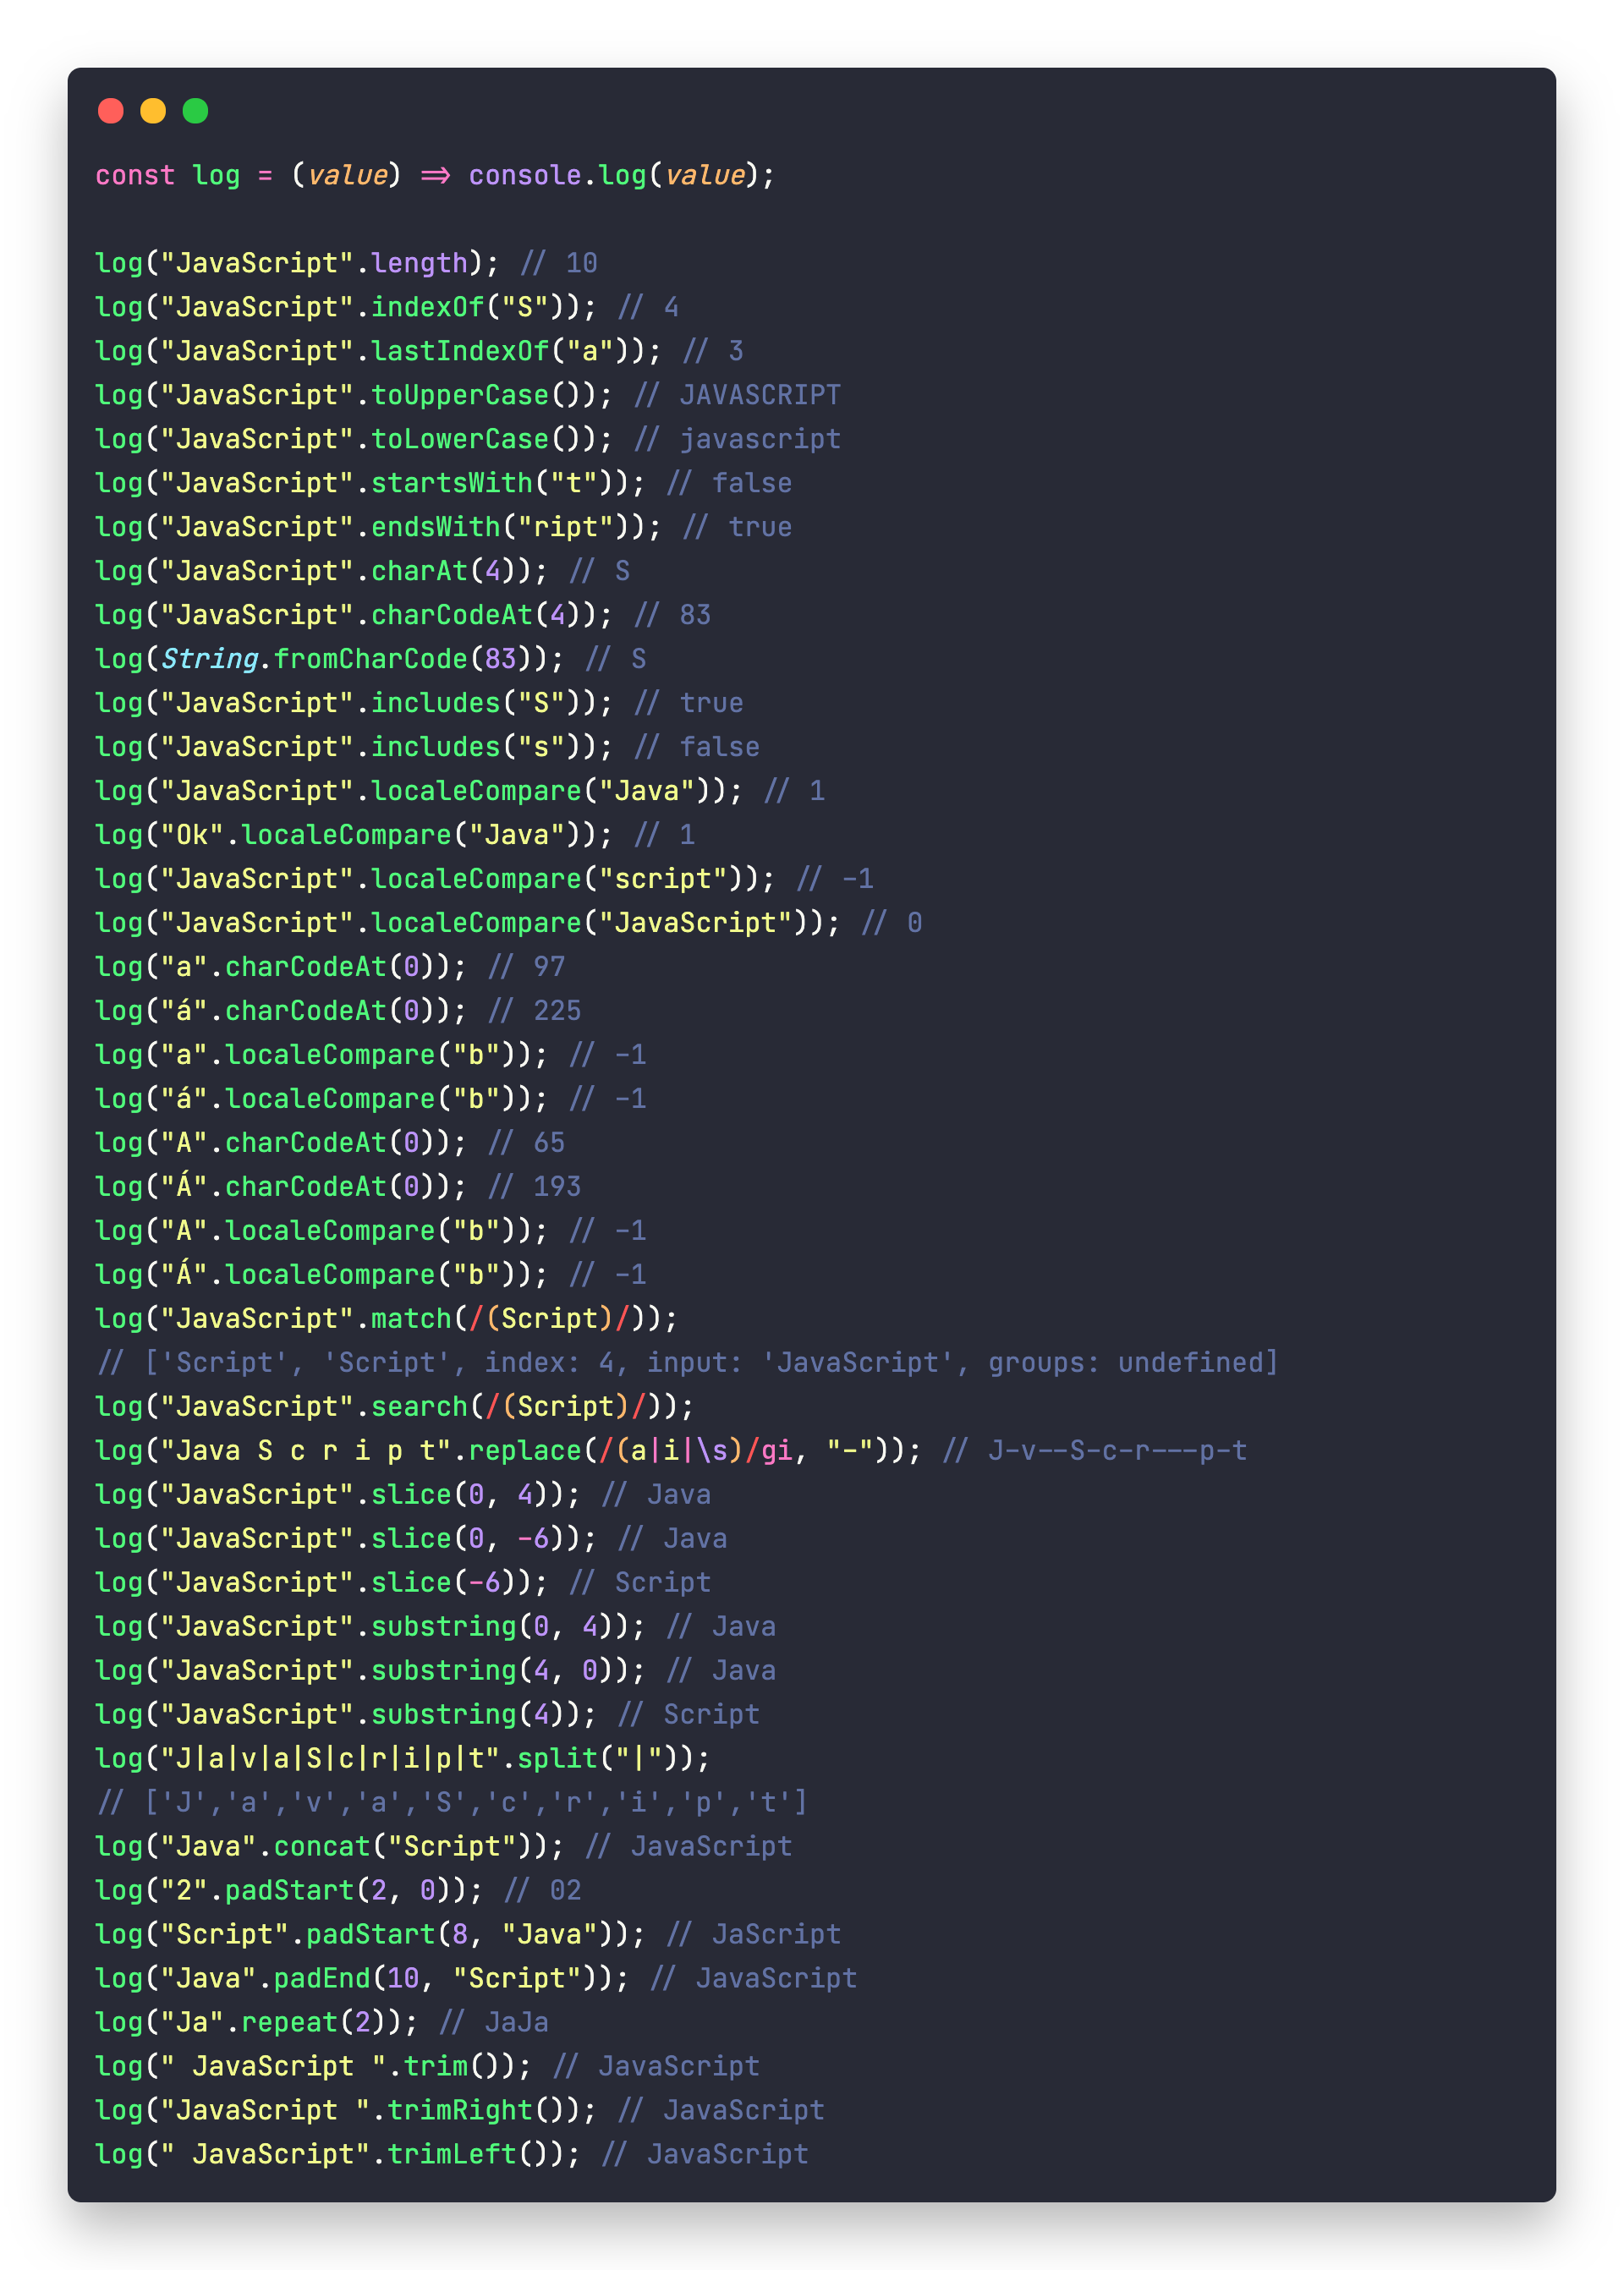 const log = (value) => console.log(value);
log("JavaScript".length); // 10
log("JavaScript".indexOf("S")); // 4
log("JavaScript".lastIndexOf("a")); // 3
log("JavaScript".toUpperCase()); // JAVASCRIPT
log("JavaScript".toLowerCase()); // javascript
log("JavaScript".startsWith("t")); // false
log("JavaScript".endsWith("ript")); // true
log("JavaScript".charAt(4)); // S
log("JavaScript".charCodeAt(4)); // 83
log(String.fromCharCode(83)); // S
log("JavaScript".includes("S")); // true
log("JavaScript".includes("s")); // false
log("JavaScript".localeCompare("Java")); // 1
log("Ok".localeCompare("Java")); // 1
log("JavaScript".localeCompare("script")); // -1
log("JavaScript".localeCompare("JavaScript")); // 0
log("a".charCodeAt(0)); // 97
log("á".charCodeAt(0)); // 225
log("a".localeCompare("b")); // -1
log("á".localeCompare("b")); // -1
log("A".charCodeAt(0)); // 65
log("Á".charCodeAt(0)); // 193
log("A".localeCompare("b")); // -1
log("Á".localeCompare("b")); // -1
log("JavaScript".match(/(Script)/));
// ['Script', 'Script', index: 4, input: 'JavaScript', groups: undefined]
log("JavaScript".search(/(Script)/));
log("Java S c r i p t".replace(/(a|i|\s)/gi, "-")); // J-v--S-c-r---p-t
log("JavaScript".slice(0, 4)); // Java
log("JavaScript".slice(0, -6)); // Java
log("JavaScript".slice(-6)); // Script
log("JavaScript".substring(0, 4)); // Java
log("JavaScript".substring(4, 0)); // Java
log("JavaScript".substring(4)); // Script
log("J|a|v|a|S|c|r|i|p|t".split("|"));
// ['J','a','v','a','S','c','r','i','p','t']
log("Java".concat("Script")); // JavaScript
log("2".padStart(2, 0)); // 02
log("Script".padStart(8, "Java")); // JaScript
log("Java".padEnd(10, "Script")); // JavaScript
log("Ja".repeat(2)); // JaJa
log(" JavaScript ".trim()); // JavaScript
log("JavaScript ".trimRight()); // JavaScript
log(" JavaScript".trimLeft()); // JavaScript